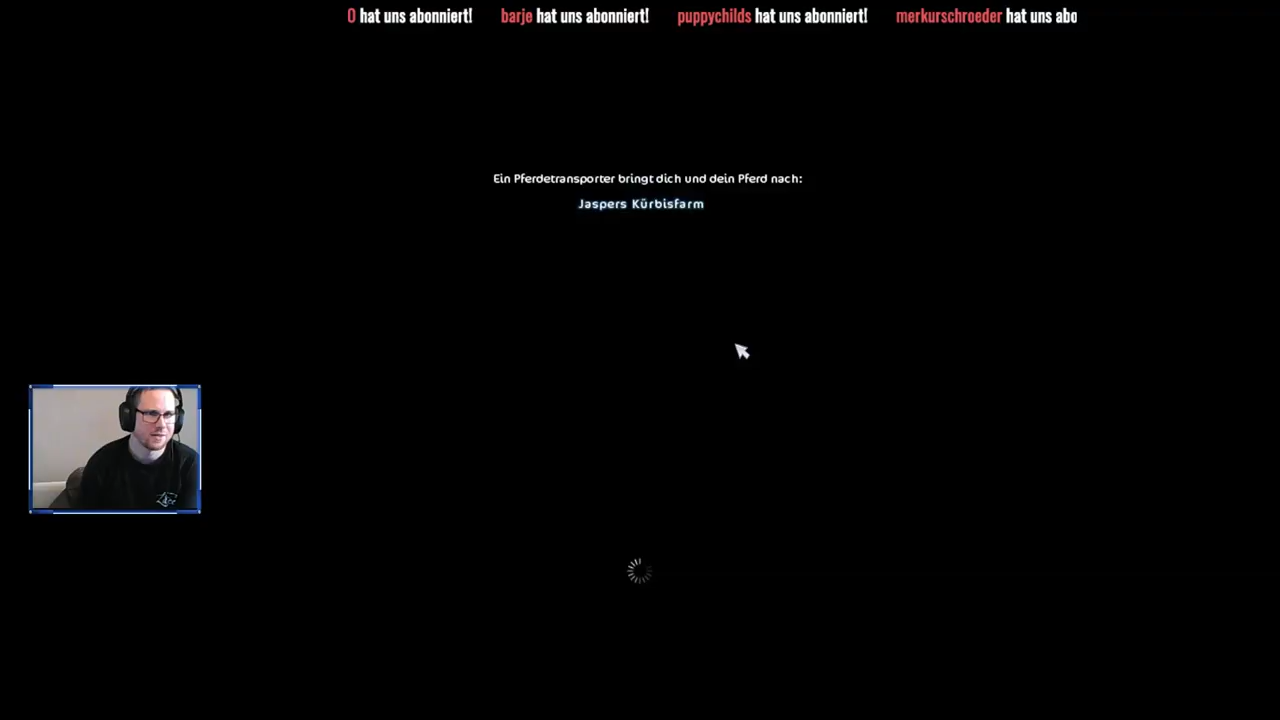 0 hat uns abonniert! barje hat uns abonniert! puppychilds hat uns abonniert! merkurschroeder hat uns abo
Ein Pferdetransporter bringt dich und dein Pferd nach:
Jaspers Kürbisfarm